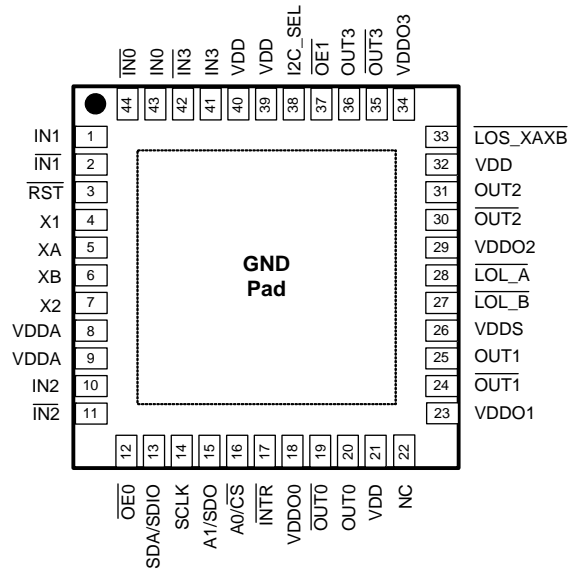 IN0
IN0
IN3
IN3
VDD
VDD
I2C_SEL
OE1
OUT3
OUT3
VDDO3
44
43
42
41
40
39
38
37
36
35
34
IN1
1
IN1
2
RST
3
X1
4
XA
5
XB
6
X2
7
VDDA
8
VDDA
9
IN2
10
IN2
11
GND
Pad
33
LOS_XAXB
32
VDD
31
OUT2
30
OUT2
29
VDDO2
28
LOL_A
27
LOL_B
26
VDDS
25
OUT1
24
OUT1
23
VDDO1
12
13
14
15
16
17
18
19
20
21
22
OE0
SDA/SDIO
SCLK
A1/SDO
A0/CS
INTR
VDDO0
OUT0
OUT0
VDD
NC